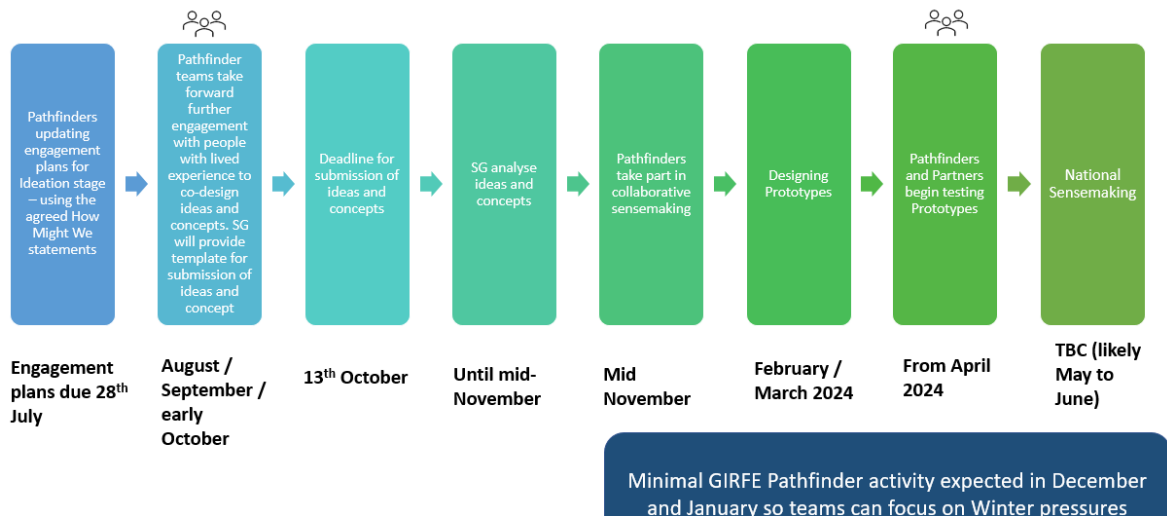 Pathfinders
updating
engagement
plans for
Ideation stage
– using the
agreed How
Might We
statements
Pathfinder
teams take
forward
further
engagement
with people
with lived
experience to
co-design
ideas and
concepts. SG
will provide
template for
submission of
ideas and
concept
Deadline for
submission of
ideas and
concepts
SG analyse
ideas and
concepts
Pathfinders
take part in
collaborative
sensemaking
Designing
Prototypes
Pathfinders
and Partners
begin testing
Prototypes
National
Sensemaking
Engagement
plans due 28th
July
August /
September /
early
October
13th October
Until mid-
November
Mid
November
February /
March 2024
From April
2024
TBC (likely
May to
June)
Minimal GIRFE Pathfinder activity expected in December
and January so teams can focus on Winter pressures